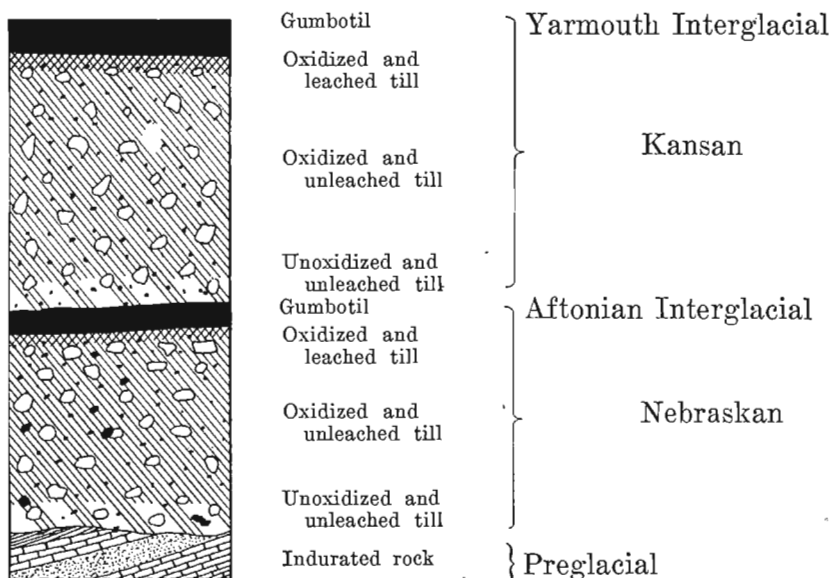 Gumbotil
Yarmouth Interglacial
Oxidized and
leached till
Oxidized and
unleached till
Kansan
Unoxidized and
unleached till
Gumbotil
Aftonian Interglacial
Oxidized and
leached till
Oxidized and
unleached till
Nebraskan
Unoxidized and
unleached till
Indurated rock
Preglacial